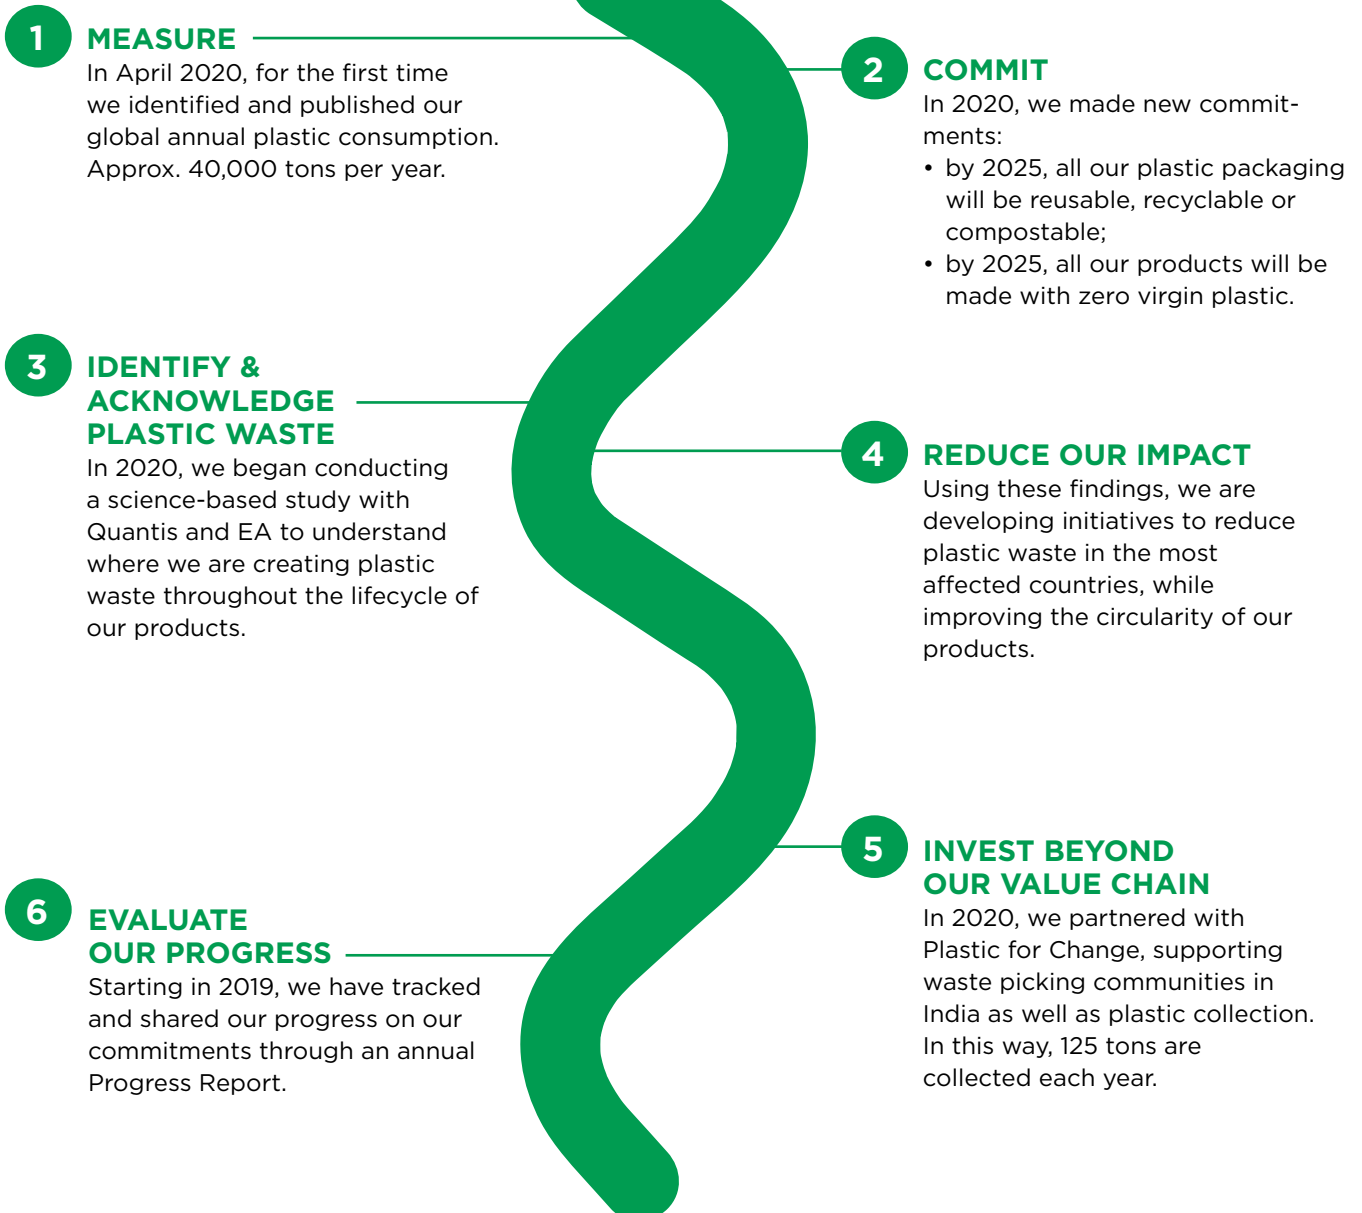 1
MEASURE
In April 2020, for the first time
we identified and published our
global annual plastic consumption.
Approx. 40,000 tons per year.
2
COMMIT
In 2020, we made new commit-
ments:
• by 2025, all our plastic packaging
will be reusable, recyclable or
compostable;
• by 2025, all our products will be
made with zero virgin plastic.
3
IDENTIFY &
ACKNOWLEDGE
PLASTIC WASTE
In 2020, we began conducting
a science-based study with
Quantis and EA to understand
where we are creating plastic
waste throughout the lifecycle of
our products.
4
REDUCE OUR IMPACT
Using these findings, we are
developing initiatives to reduce
plastic waste in the most
affected countries, while
improving the circularity of our
products.
5
INVEST BEYOND
OUR VALUE CHAIN
In 2020, we partnered with
Plastic for Change, supporting
waste picking communities in
India as well as plastic collection.
In this way, 125 tons are
collected each year.
6
EVALUATE
OUR PROGRESS
Starting in 2019, we have tracked
and shared our progress on our
commitments through an annual
Progress Report.